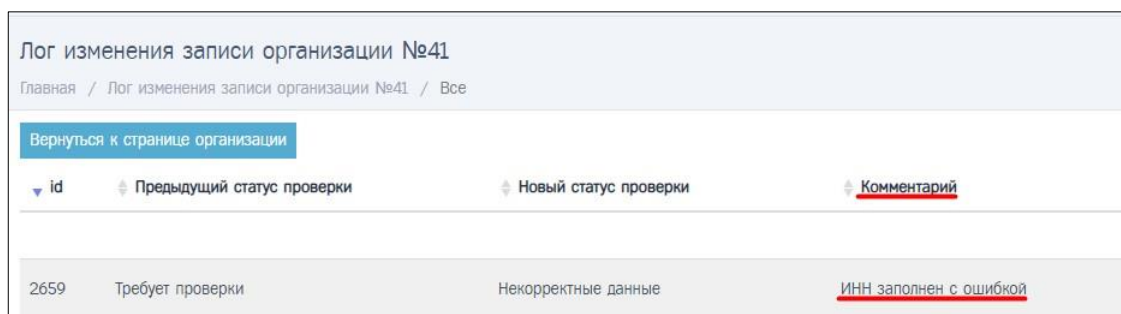 Лог изменения записи организации №41
Главная / Лог изменения записи организации №41 / Все
Вернуться к странице организации
id Предыдущий статус проверки Новый статус проверки Комментарий
2659 Требует проверки Некорректные данные ИНН заполнен с ошибкой